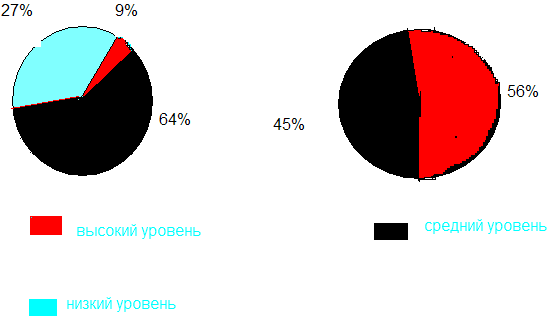 27%
9%
64%
45%
56%
высокий уровень
средний уровень
низкий уровень